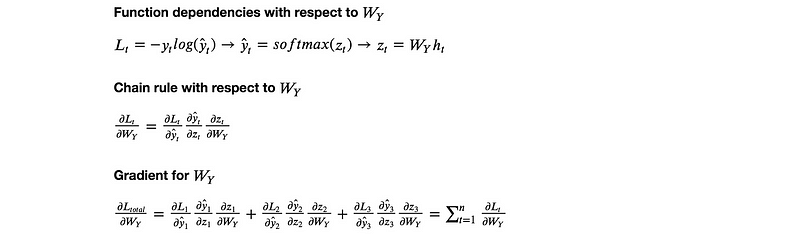 Function dependencies with respect to W_Y
L_t = −y_t log(ŷ_t) → ŷ_t = softmax(z_t) → z_t = W_Y h_t
Chain rule with respect to W_Y
∂L_t/∂W_Y = ∂L_t/∂ŷ_t ∂ŷ_t/∂z_t ∂z_t/∂W_Y
Gradient for W_Y
∂L_total/∂W_Y = ∂L_1/∂ŷ_1 ∂ŷ_1/∂z_1 ∂z_1/∂W_Y + ∂L_2/∂ŷ_2 ∂ŷ_2/∂z_2 ∂z_2/∂W_Y + ∂L_3/∂ŷ_3 ∂ŷ_3/∂z_3 ∂z_3/∂W_Y = ∑_{t=1}^{n} ∂L_t/∂W_Y